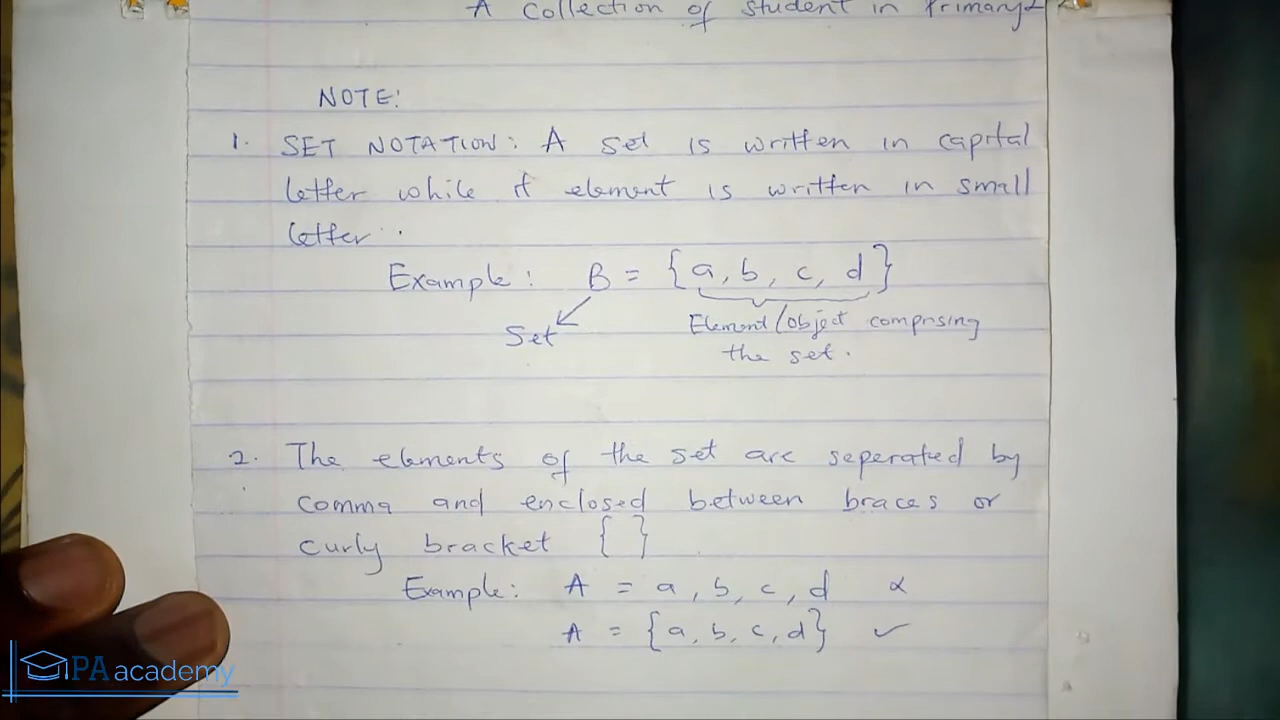 A collection of student in Primary 2
NOTE:
1. SET NOTATION: A set is written in capital
letter while it element is written in small
letter.
Example: B = {a, b, c, d}
Set
Element/object comprising
the set.
2. The elements of the set are seperated by
comma and enclosed between braces or
curly bracket { }
Example: A = a, b, c, d ∝
A = {a, b, c, d} ✓
PA academy